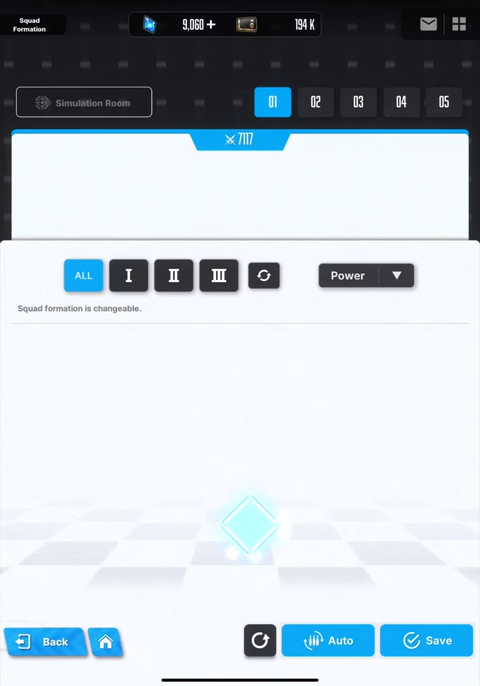 Squad
Formation
9,060 +
194 K
Simulation Room
01
02
03
04
05
7117
ALL
I
II
III
Power
Squad formation is changeable.
Back
Auto
Save